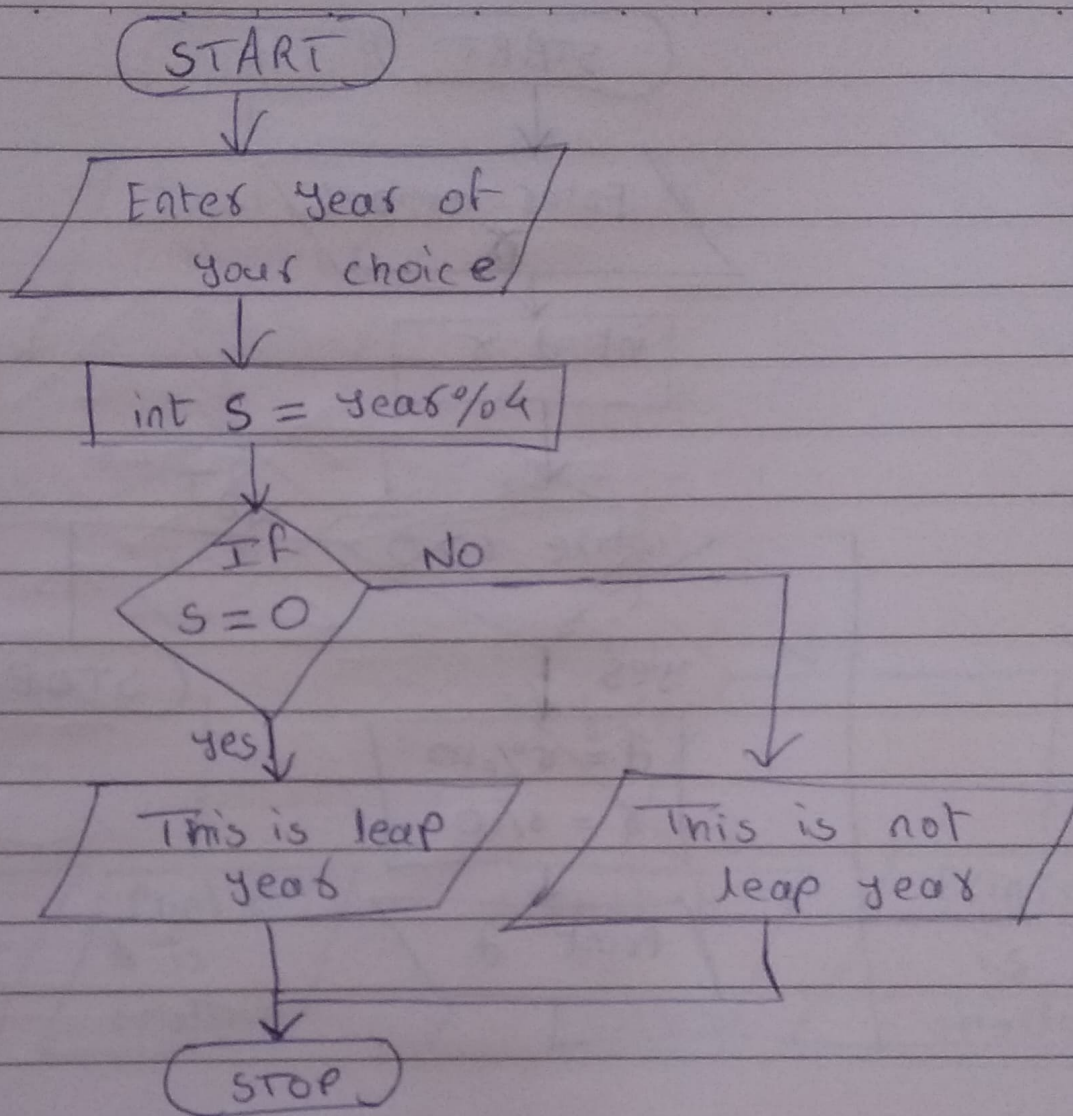 START
Enter year of
your choice
int S = year%4
If
S = 0
No
yes
This is leap
year
This is not
leap year
STOP